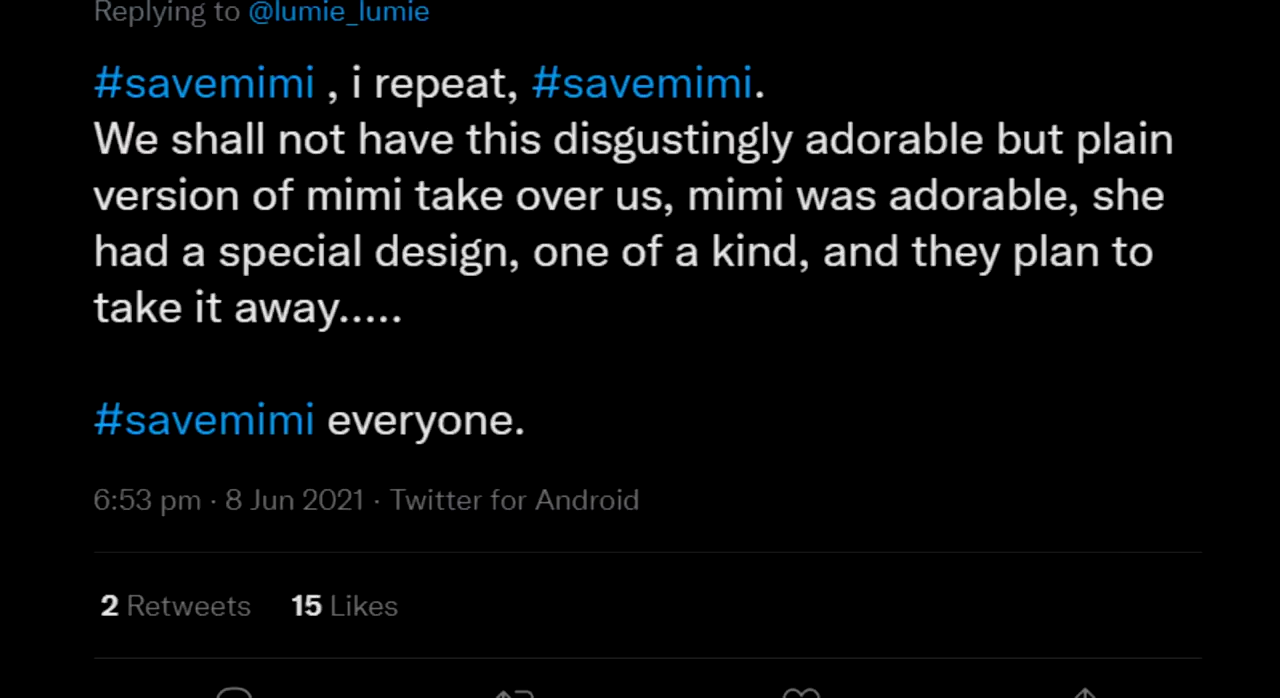 Replying to @lumie_lumie
#savemimi , i repeat, #savemimi.
We shall not have this disgustingly adorable but plain
version of mimi take over us, mimi was adorable, she
had a special design, one of a kind, and they plan to
take it away.....
#savemimi everyone.
6:53 pm · 8 Jun 2021 · Twitter for Android
2 Retweets 15 Likes